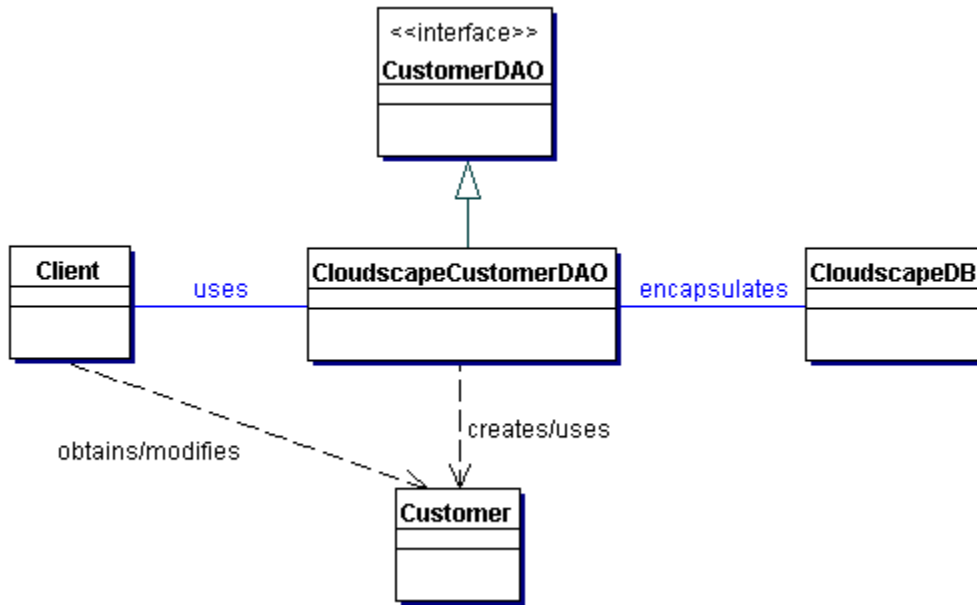 <<interface>>
CustomerDAO
Client
CloudscapeCustomerDAO
CloudscapeDB
uses
encapsulates
obtains/modifies
creates/uses
Customer